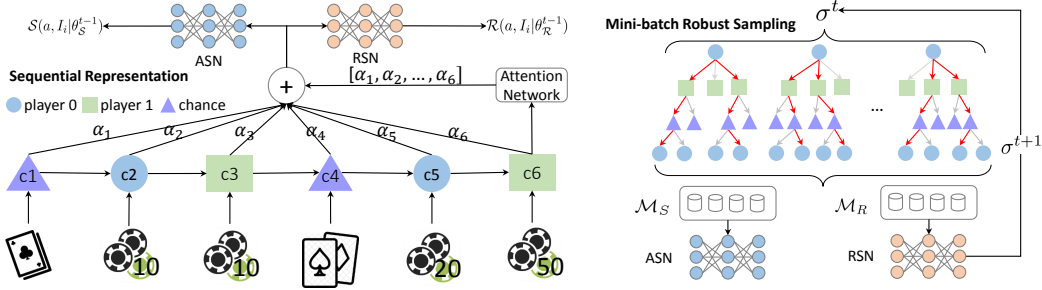 𝒮(a, I_i|θ_𝒮^{t−1})
ASN
RSN
ℛ(a, I_i|θ_ℛ^{t−1})
Sequential Representation
player 0
player 1
chance
+
[α_1, α_2, ... , α_6]
Attention
Network
α_1
α_2
α_3
α_4
α_5
α_6
c1
c2
c3
c4
c5
c6
10
10
20
50
Mini-batch Robust Sampling
σ^t
...
σ^{t+1}
ℳ_S
ℳ_R
ASN
RSN